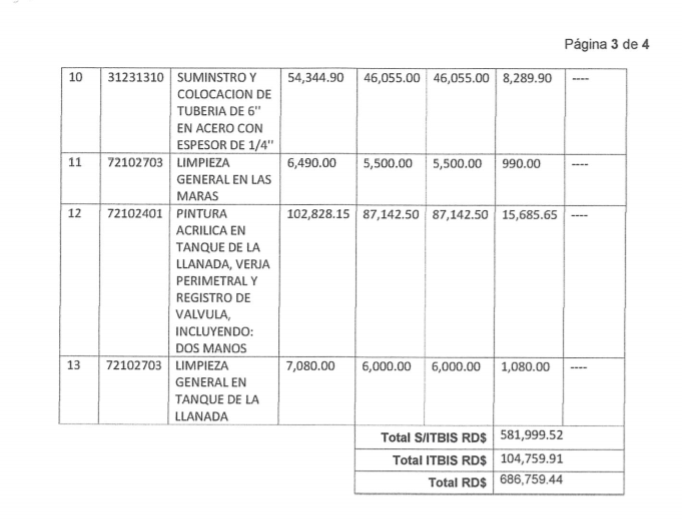 Página 3 de 4
10 31231310 SUMINSTRO Y 54,344.90 46,055.00 46,055.00 8,289.90 ----
COLOCACION DE
TUBERIA DE 6"
EN ACERO CON
ESPESOR DE 1/4"
11 72102703 LIMPIEZA 6,490.00 5,500.00 5,500.00 990.00 ----
GENERAL EN LAS
MARAS
12 72102401 PINTURA 102,828.15 87,142.50 87,142.50 15,685.65 ----
ACRILICA EN
TANQUE DE LA
LLANADA, VERJA
PERIMETRAL Y
REGISTRO DE
VALVULA,
INCLUYENDO:
DOS MANOS
13 72102703 LIMPIEZA 7,080.00 6,000.00 6,000.00 1,080.00 ----
GENERAL EN
TANQUE DE LA
LLANADA
Total S/ITBIS RD$ 581,999.52
Total ITBIS RD$ 104,759.91
Total RD$ 686,759.44